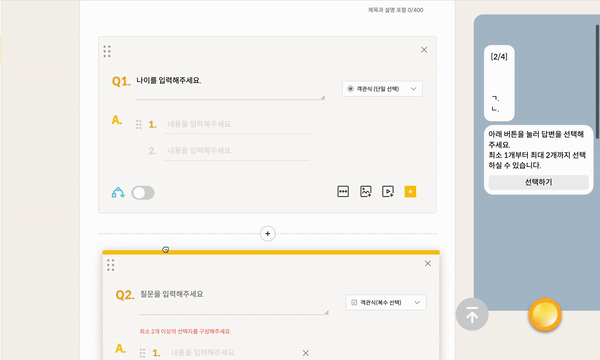 제목과 설명 포함 0/400
Q1. 나이를 입력해주세요.
객관식 (단일 선택)
A. 1. 내용을 입력해주세요.
2. 내용을 입력해주세요.
Q2. 질문을 입력해주세요
객관식(복수 선택)
최소 2개 이상의 선택지를 구성해주세요.
A. 1. 내용을 입력해주세요.
[2/4]
ㄱ.
ㄴ.
아래 버튼을 눌러 답변을 선택해
주세요.
최소 1개부터 최대 2개까지 선택
하실 수 있습니다.
선택하기